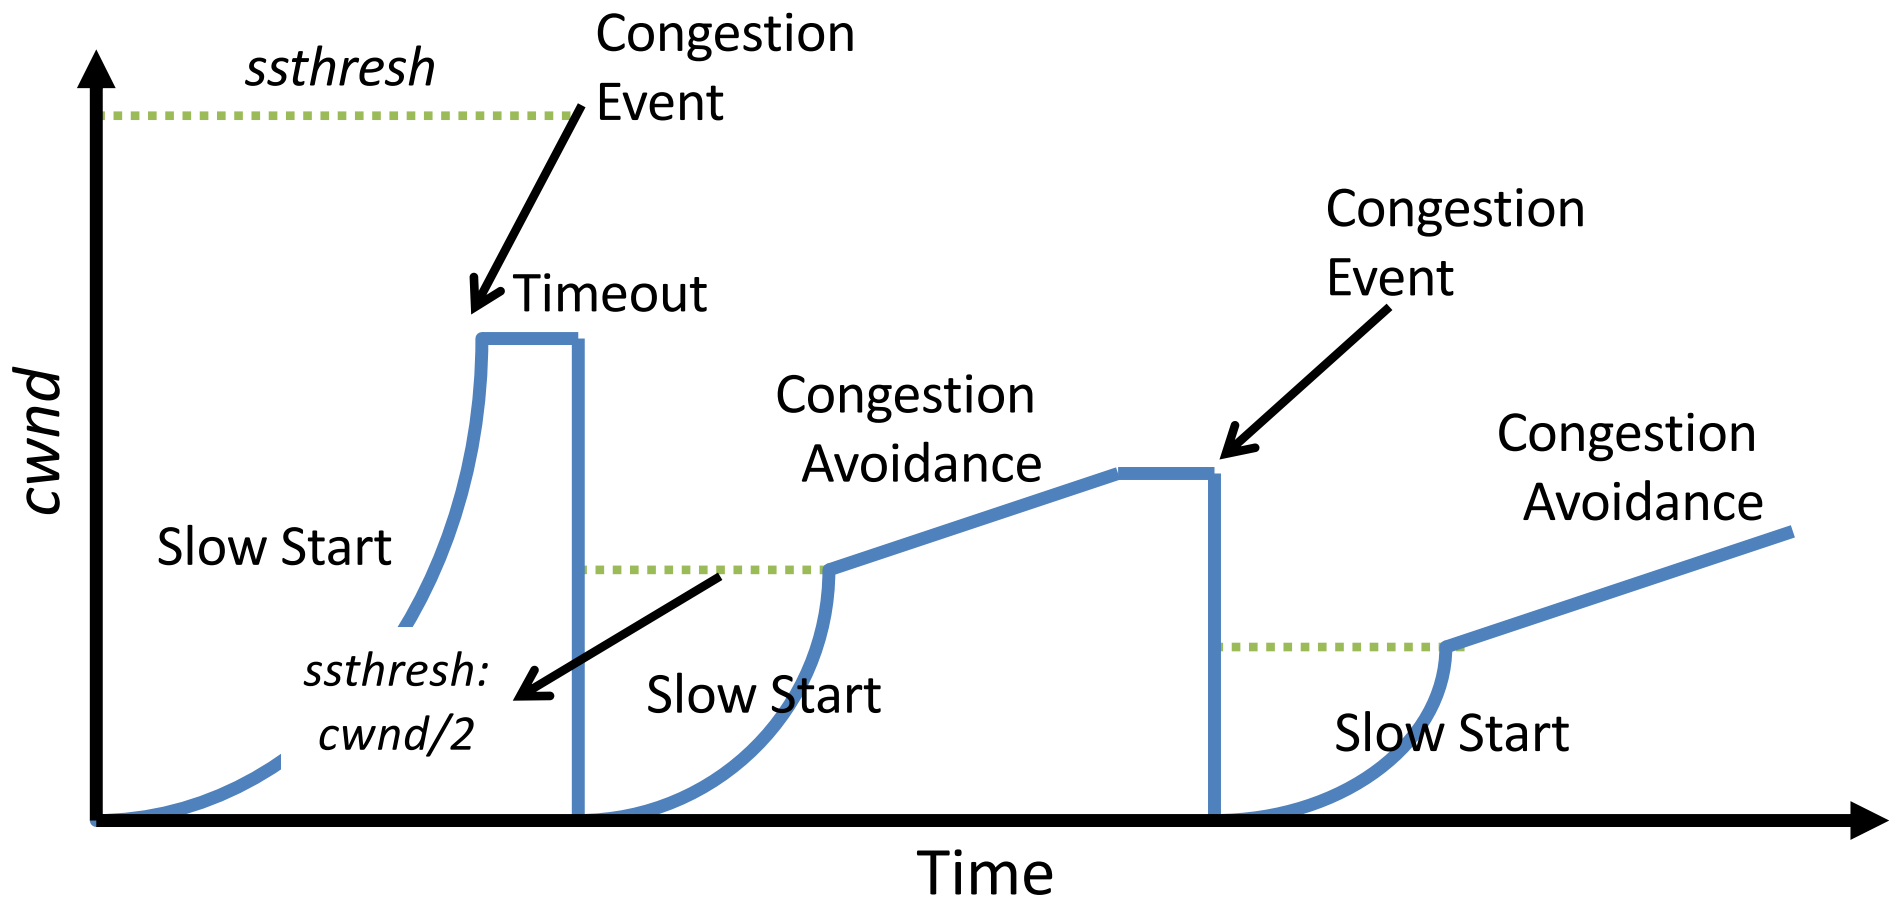 ssthresh
Congestion
Event
Timeout
Congestion
Event
cwnd
Congestion
Avoidance
Congestion
Avoidance
Slow Start
ssthresh:
cwnd/2
Slow Start
Slow Start
Time